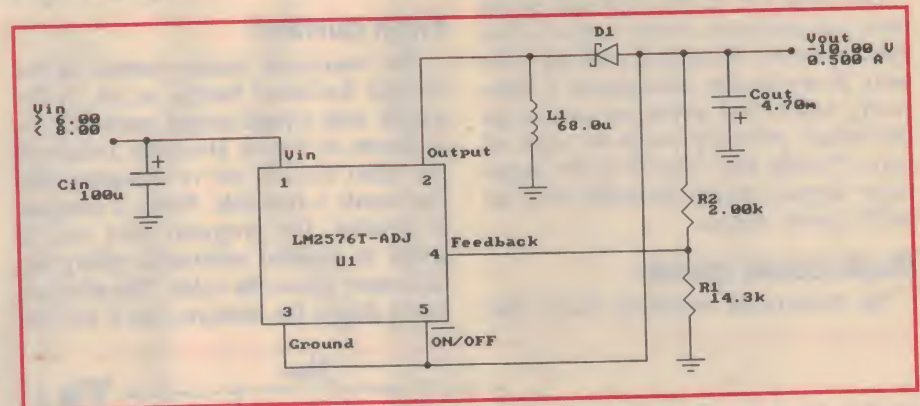 D1
Vout
-10.00 V
0.500 A
Cout
4.70m
+
L1
68.0u
Vin
> 6.00
< 8.00
+
Cin
100u
Vin
Output
1
2
R2
2.00k
LM2576T-ADJ
U1
4
Feedback
R1
14.3k
3
5
Ground
ON/OFF